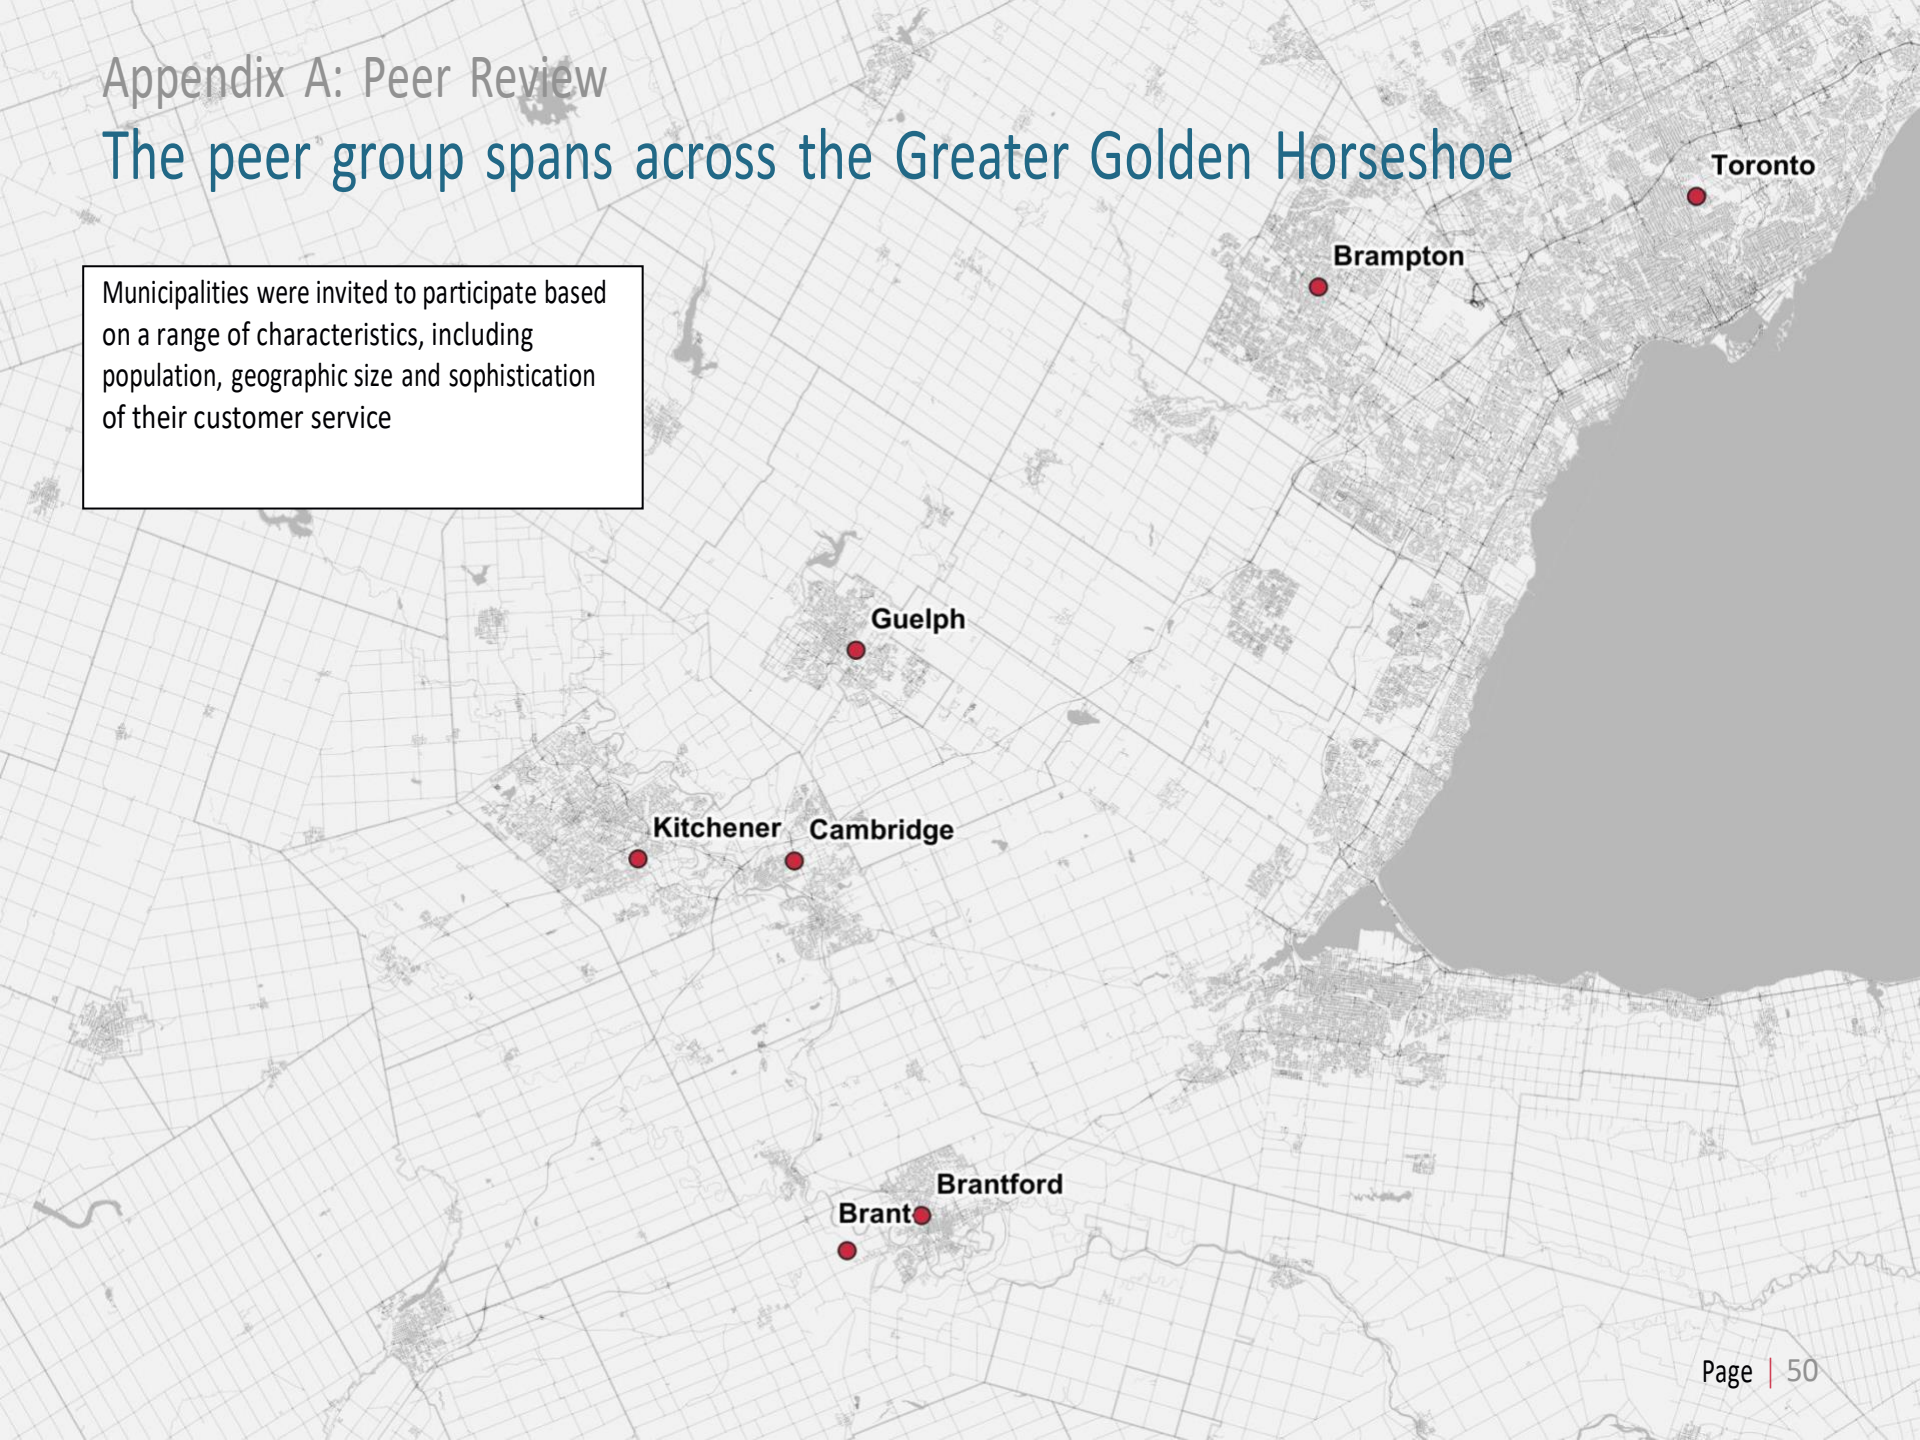 Appendix A: Peer Review
The peer group spans across the Greater Golden Horseshoe
Toronto
Brampton
Municipalities were invited to participate based
on a range of characteristics, including
population, geographic size and sophistication
of their customer service
Guelph
Kitchener
Cambridge
Brantford
Brant
Page | 50